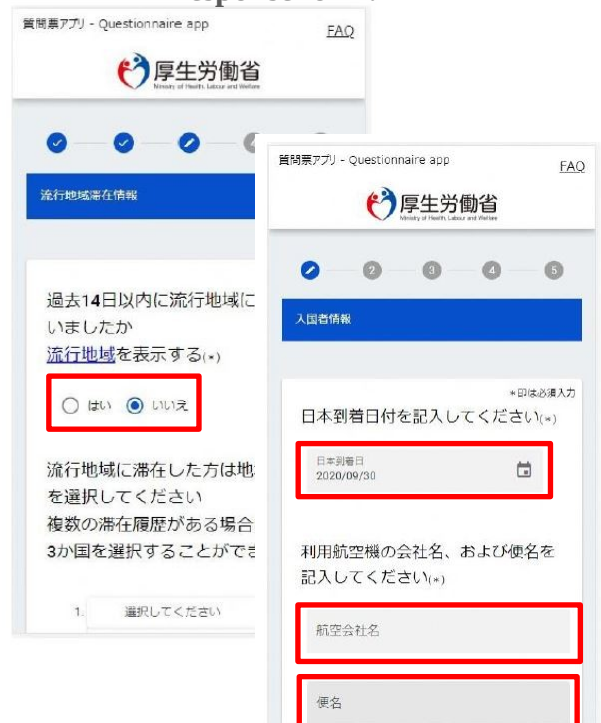 質問票アプリ - Questionnaire app
FAQ
厚生労働省
Ministry of Health, Labour and Welfare
流行地域滞在情報
過去14日以内に流行地域に
いましたか
流行地域を表示する(*)
はい
いいえ
流行地域に滞在した方は地
を選択してください
複数の滞在履歴がある場合
3か国を選択することができ
1.
選択してください
質問票アプリ - Questionnaire app
FAQ
厚生労働省
Ministry of Health, Labour and Welfare
2
3
4
5
入国者情報
*印は必須入力
日本到着日付を記入してください(*)
日本到着日
2020/09/30
利用航空機の会社名、および便名を
記入してください(*)
航空会社名
便名